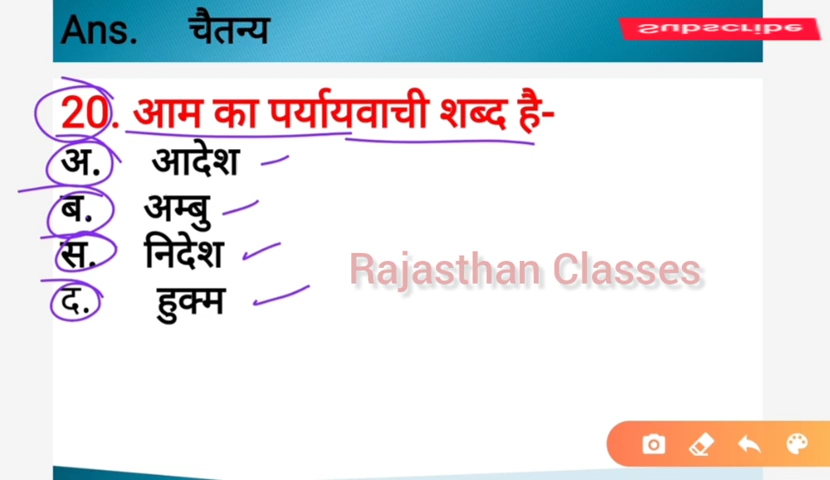 Ans. चैतन्य
Subscribe
20. आम का पर्यायवाची शब्द है-
अ. आदेश
ब. अम्बु
स. निदेश
द. हुक्म
Rajasthan Classes